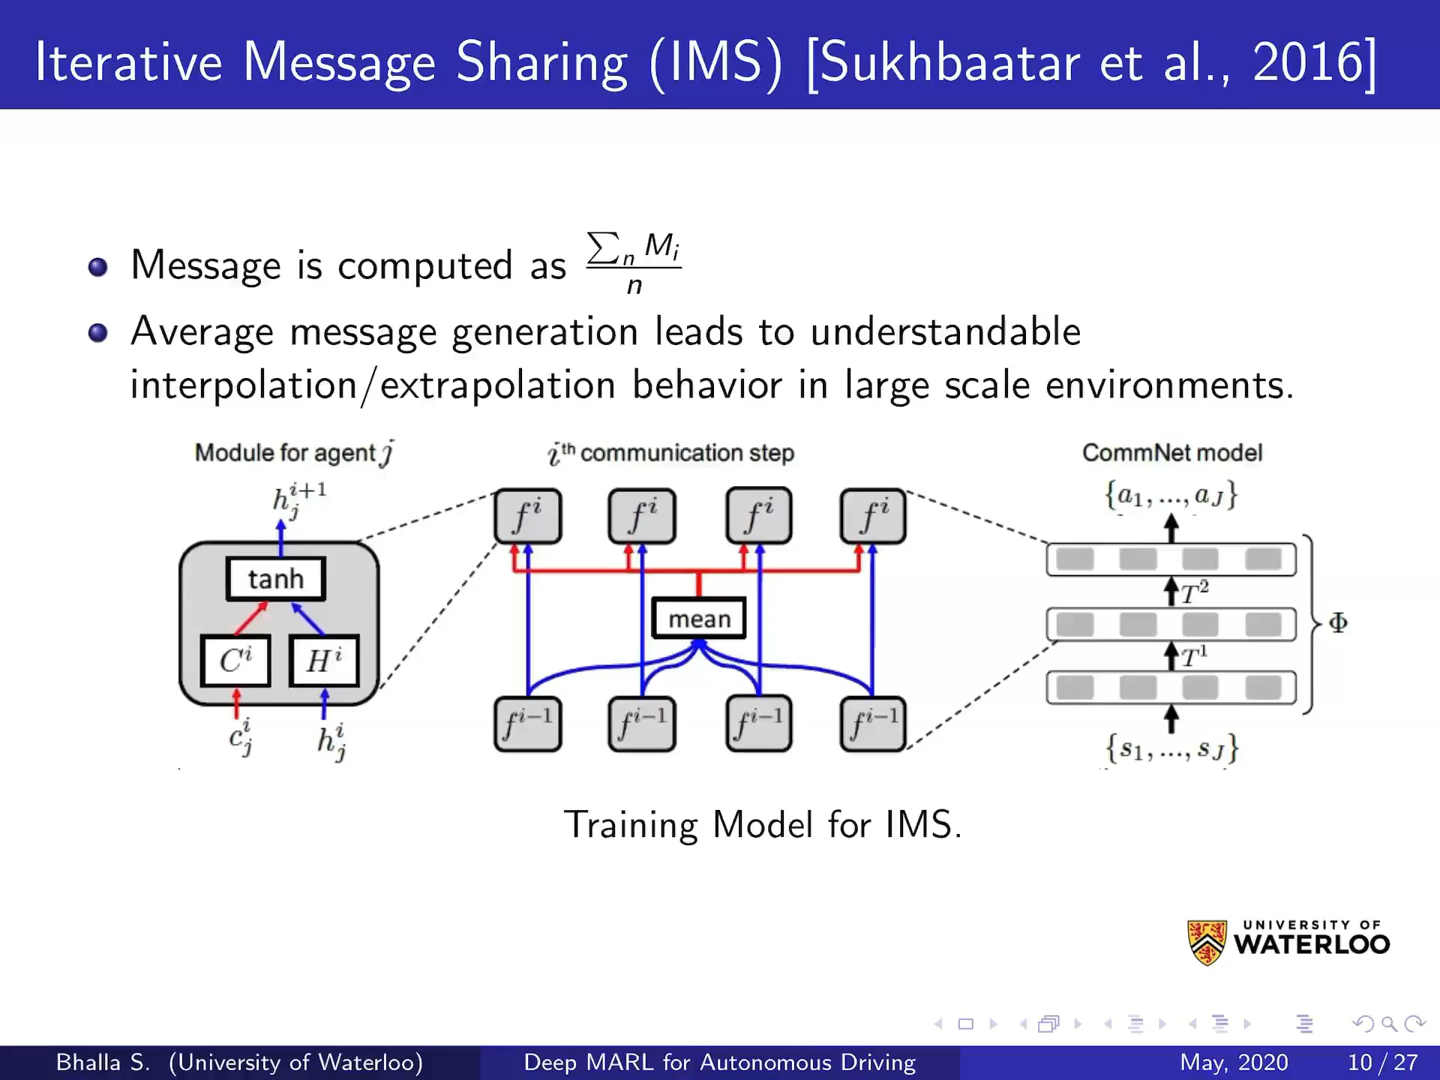 Iterative Message Sharing (IMS) [Sukhbaatar et al., 2016]
Message is computed as ∑ₙ Mᵢ / n
Average message generation leads to understandable
interpolation/extrapolation behavior in large scale environments.
Module for agent j
h_j^{i+1}
tanh
C^i H^i
c_j^i h_j^i
i^th communication step
f^i f^i f^i f^i
mean
f^{i-1} f^{i-1} f^{i-1} f^{i-1}
CommNet model
{a₁, ..., a_J}
T²
Φ
T¹
{s₁, ..., s_J}
Training Model for IMS.
UNIVERSITY OF
WATERLOO
Bhalla S. (University of Waterloo) Deep MARL for Autonomous Driving May, 2020 10 / 27